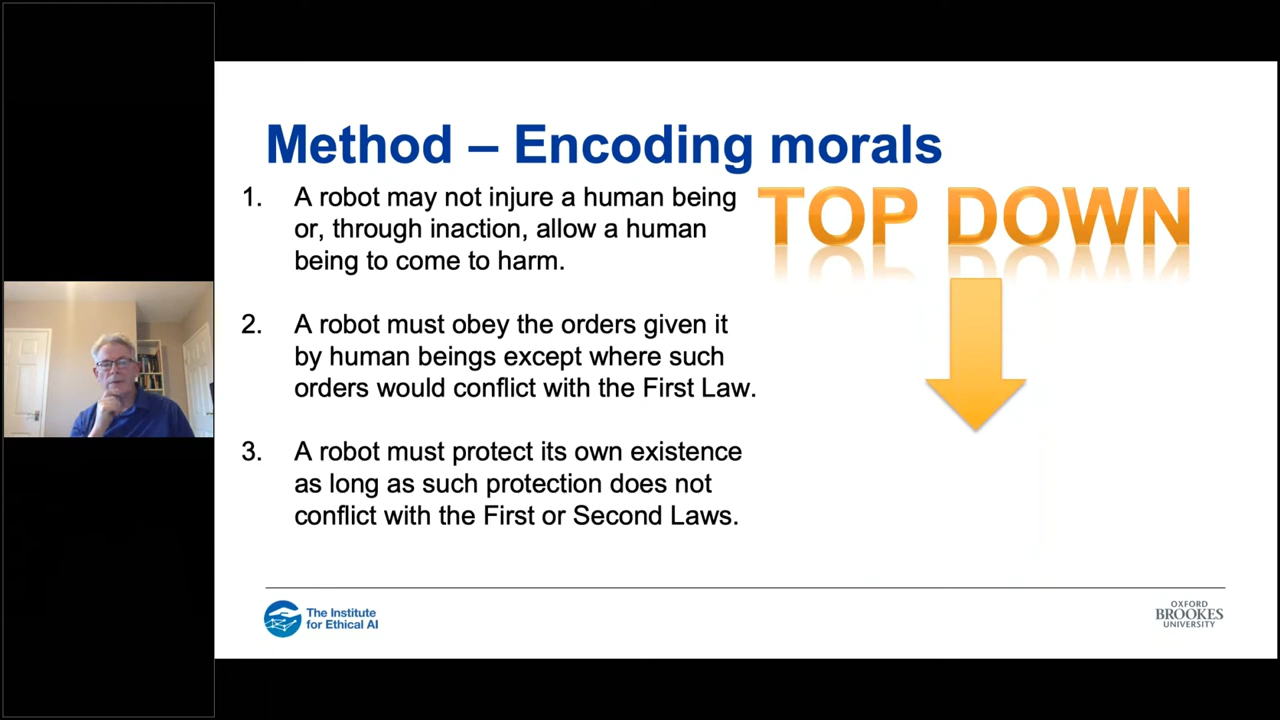 Method – Encoding morals
1. A robot may not injure a human being
or, through inaction, allow a human
being to come to harm.
2. A robot must obey the orders given it
by human beings except where such
orders would conflict with the First Law.
3. A robot must protect its own existence
as long as such protection does not
conflict with the First or Second Laws.
TOP DOWN
The Institute
for Ethical AI
OXFORD
BROOKES
UNIVERSITY